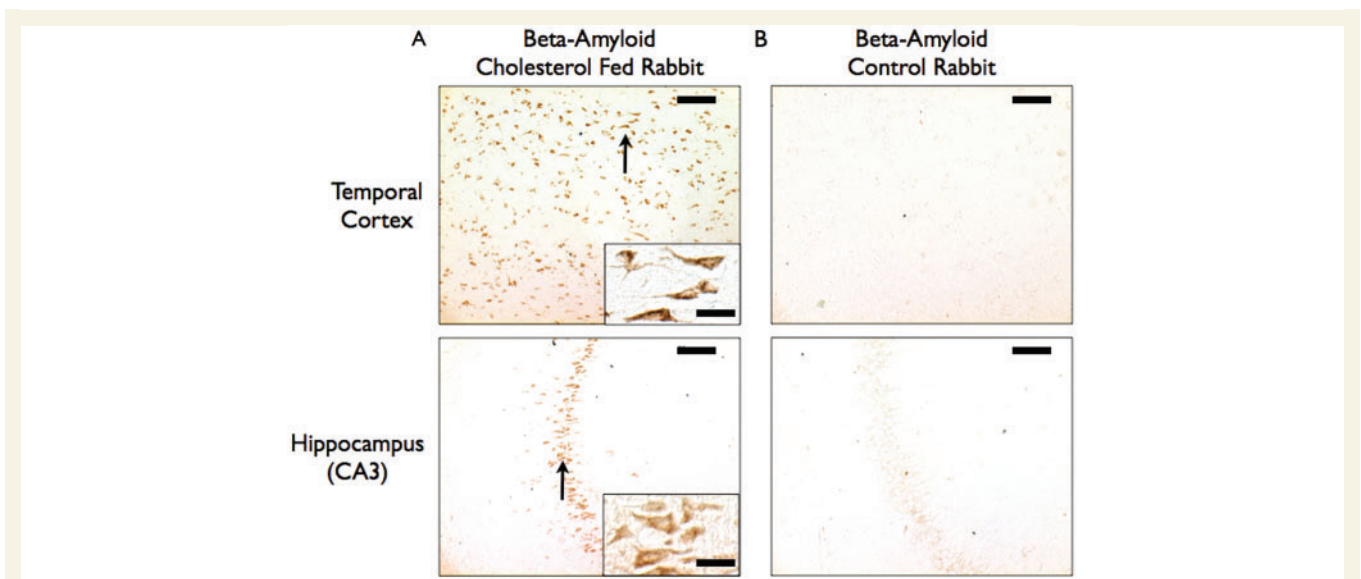 A
Beta-Amyloid
Cholesterol Fed Rabbit
B
Beta-Amyloid
Control Rabbit
Temporal
Cortex
Hippocampus
(CA3)